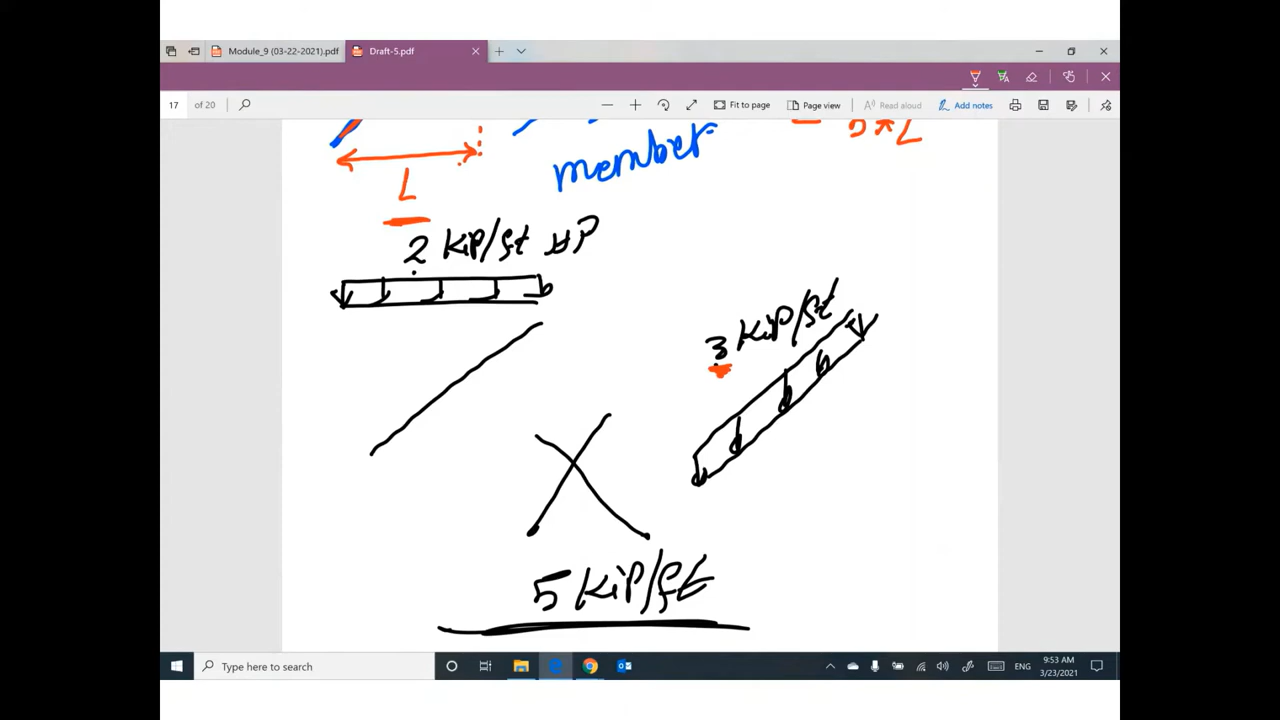 Module_9 (03-22-2021).pdf
Draft-5.pdf
17 of 20
Fit to page
Page view
Read aloud
Add notes
member
L
2 KiP/ft
3 KiP/ft
5 KiP/ft
Type here to search
ENG
9:53 AM
3/23/2021